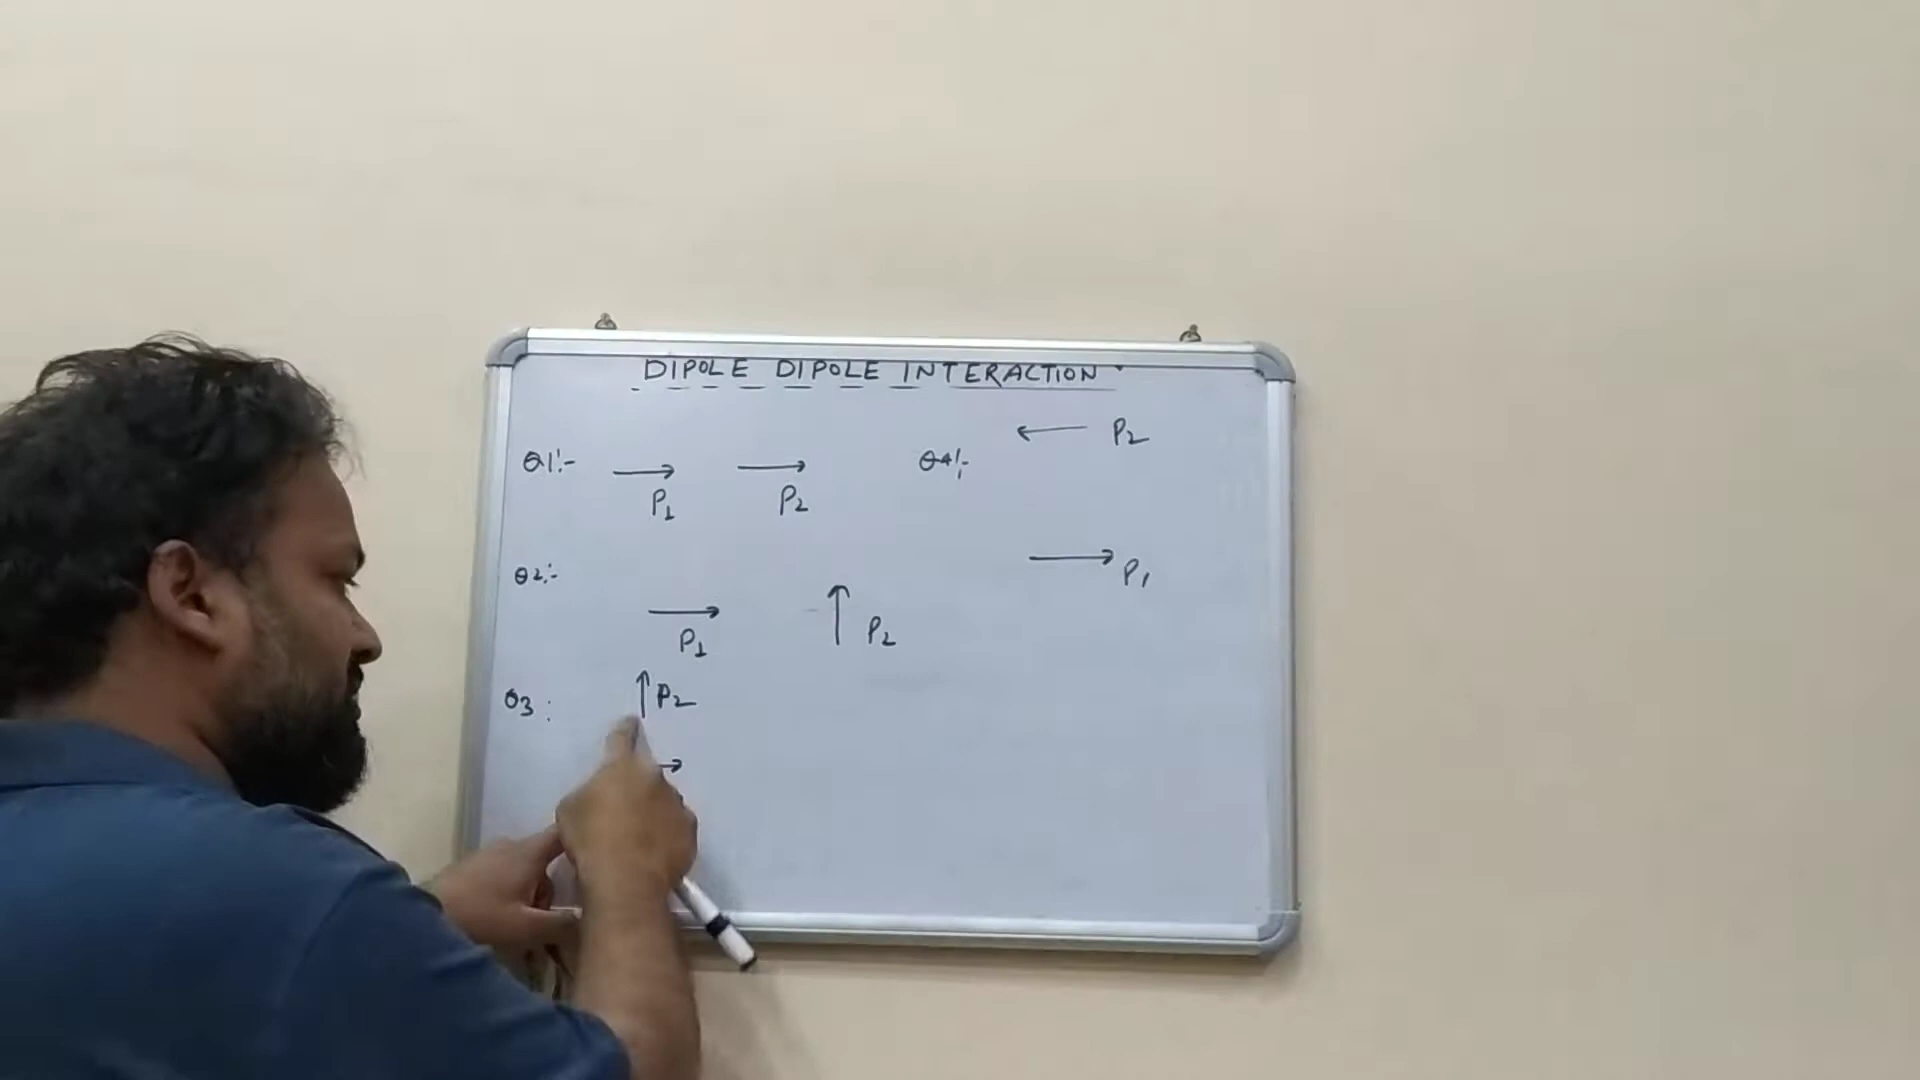 DIPOLE DIPOLE INTERACTION
Q1:-
P1
P2
Q2:-
P1
P2
Q3:
P2
Q4:-
P2
P1